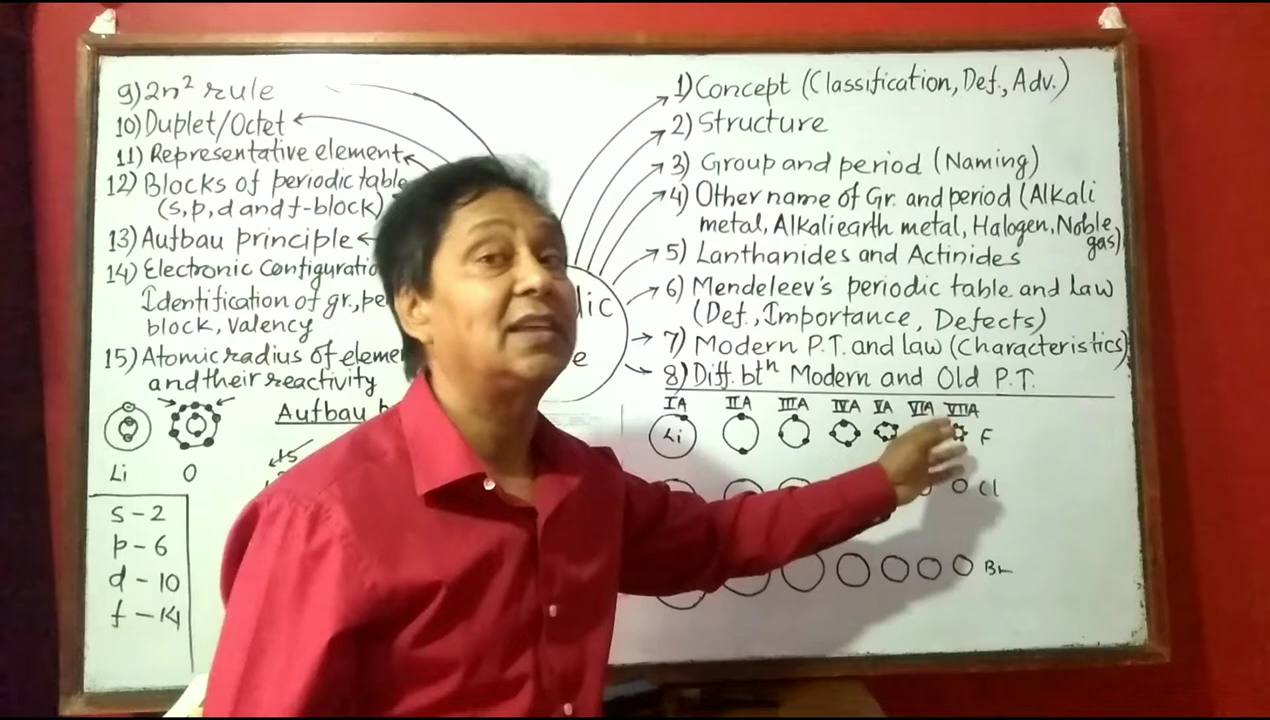 9) 2n² rule
10) Duplet/Octet
11) Representative element
12) Blocks of periodic table
(s, p, d and f-block)
13) Aufbau principle
14) Electronic
Identification of gr.,
block, valency
15) Atomic radius of
and their reactivity
Li
O
s - 2
p - 6
d - 10
f - 14
Aufbau
1s
1) Concept (Classification, Def., Adv.)
2) Structure
3) Group and period (Naming)
4) Other name of Gr. and period (Alkali
metal, Alkaliearth metal, Halogen, Noble
gas)
5) Lanthanides and Actinides
6) Mendeleev's periodic table and law
(Def., Importance, Defects)
7) Modern P.T. and law (Characteristics)
8) Diff. btⁿ Modern and Old P.T.
IA IIA IIIA IVA VA VIA VIIA
Li F
Cl
Br